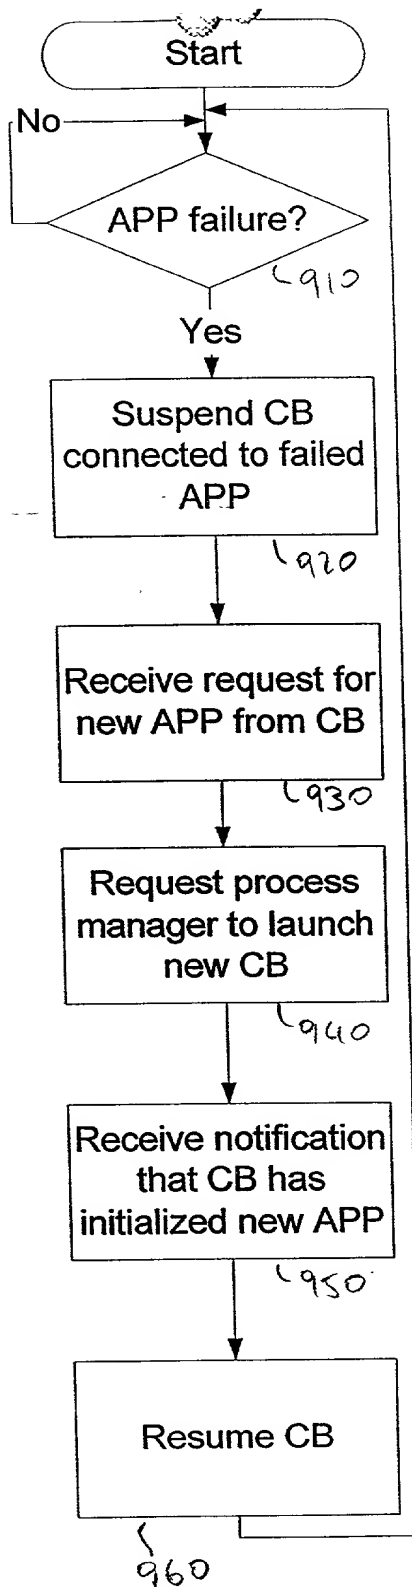 Start
No
APP failure?
910
Yes
Suspend CB
connected to failed
APP
920
Receive request for
new APP from CB
930
Request process
manager to launch
new CB
940
Receive notification
that CB has
initialized new APP
950
Resume CB
960